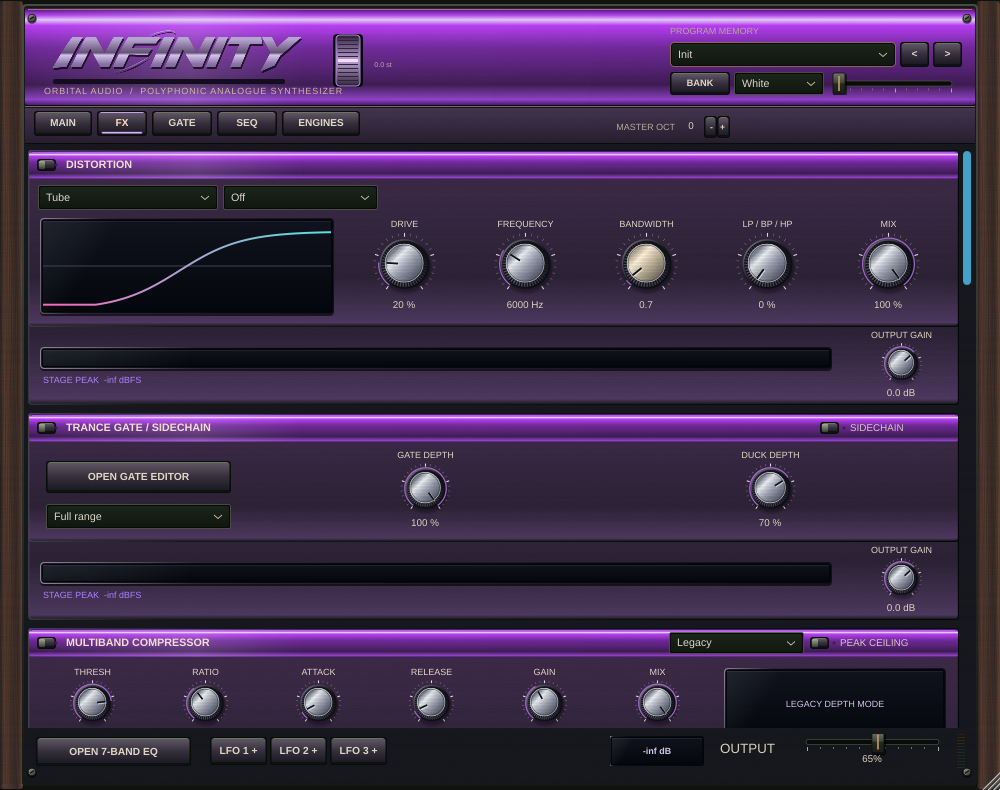 INFINITY
0.0 st
ORBITAL AUDIO / POLYPHONIC ANALOGUE SYNTHESIZER
PROGRAM MEMORY
Init < >
BANK White
MAIN FX GATE SEQ ENGINES MASTER OCT 0 - +
DISTORTION
Tube Off
DRIVE FREQUENCY BANDWIDTH LP / BP / HP MIX
20 % 6000 Hz 0.7 0 % 100 %
OUTPUT GAIN
STAGE PEAK -inf dBFS
0.0 dB
TRANCE GATE / SIDECHAIN SIDECHAIN
GATE DEPTH DUCK DEPTH
OPEN GATE EDITOR
Full range
100 % 70 %
OUTPUT GAIN
STAGE PEAK -inf dBFS
0.0 dB
MULTIBAND COMPRESSOR Legacy PEAK CEILING
THRESH RATIO ATTACK RELEASE GAIN MIX
LEGACY DEPTH MODE
OPEN 7-BAND EQ LFO 1 + LFO 2 + LFO 3 + -inf dB OUTPUT
65%